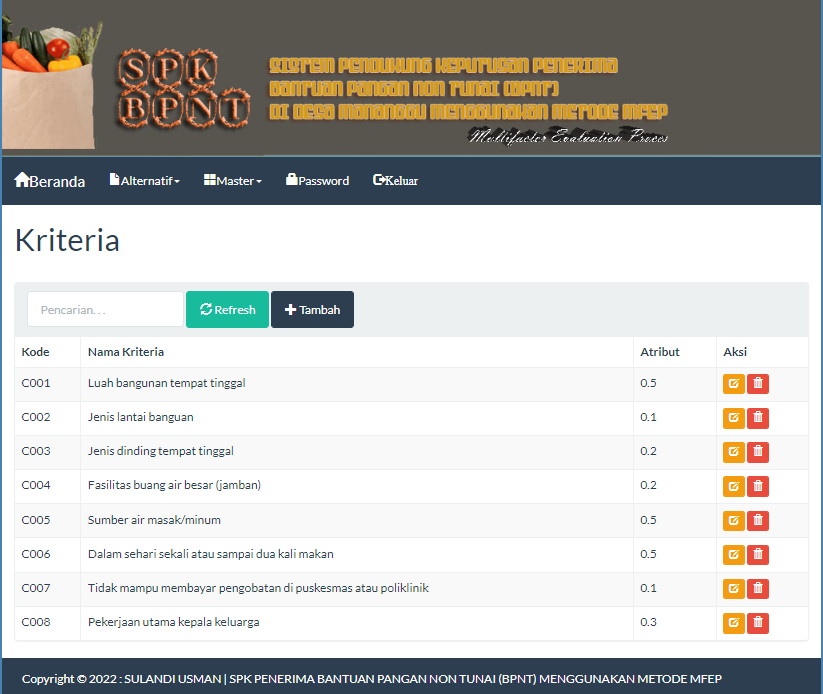 SPK
BPNT
SISTEM PENDUKUNG KEPUTUSAN PENERIMA
BANTUAN PANGAN NON TUNAI (BPNT)
DI DESA MANANGGU MENGGUNAKAN METODE MFEP
Multifactor Evaluation Proces
Beranda Alternatif Master Password Keluar
Kriteria
Pencarian... Refresh Tambah
Kode Nama Kriteria Atribut Aksi
C001 Luah bangunan tempat tinggal 0.5
C002 Jenis lantai banguan 0.1
C003 Jenis dinding tempat tinggal 0.2
C004 Fasilitas buang air besar (jamban) 0.2
C005 Sumber air masak/minum 0.5
C006 Dalam sehari sekali atau sampai dua kali makan 0.5
C007 Tidak mampu membayar pengobatan di puskesmas atau poliklinik 0.1
C008 Pekerjaan utama kepala keluarga 0.3
Copyright © 2022 : SULANDI USMAN | SPK PENERIMA BANTUAN PANGAN NON TUNAI (BPNT) MENGGUNAKAN METODE MFEP